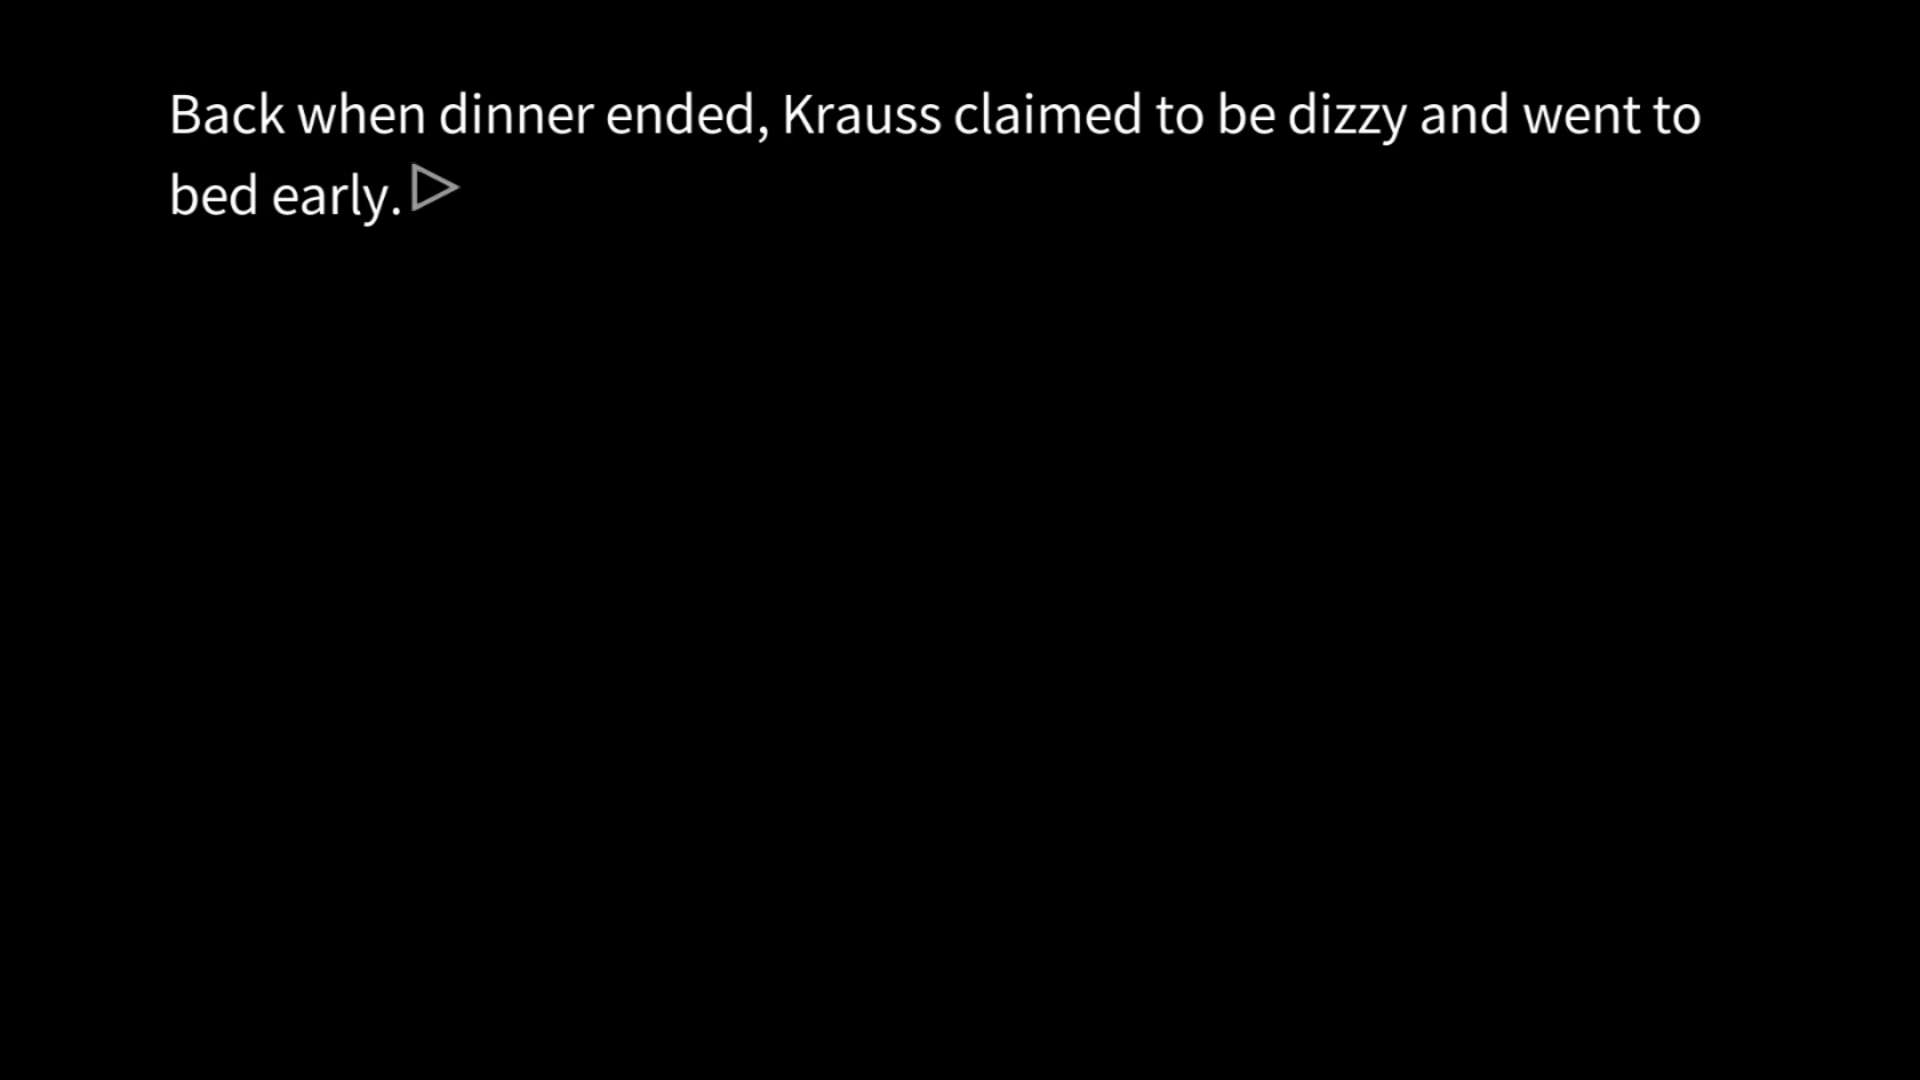 Back when dinner ended, Krauss claimed to be dizzy and went to
bed early.